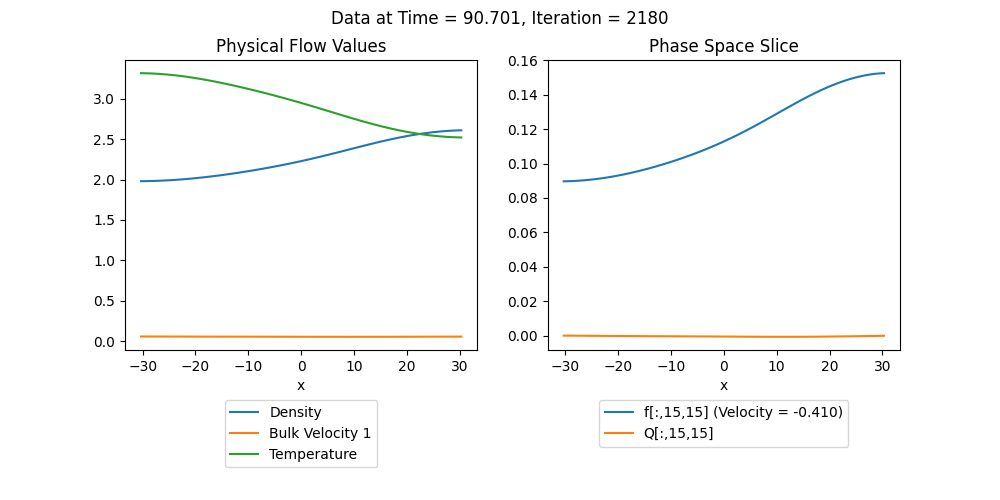 Data at Time = 90.701, Iteration = 2180
Physical Flow Values
3.0
2.5
2.0
1.5
1.0
0.5
0.0
−30 −20 −10 0 10 20 30
x
Density
Bulk Velocity 1
Temperature
Phase Space Slice
0.16
0.14
0.12
0.10
0.08
0.06
0.04
0.02
0.00
−30 −20 −10 0 10 20 30
x
f[:,15,15] (Velocity = -0.410)
Q[:,15,15]